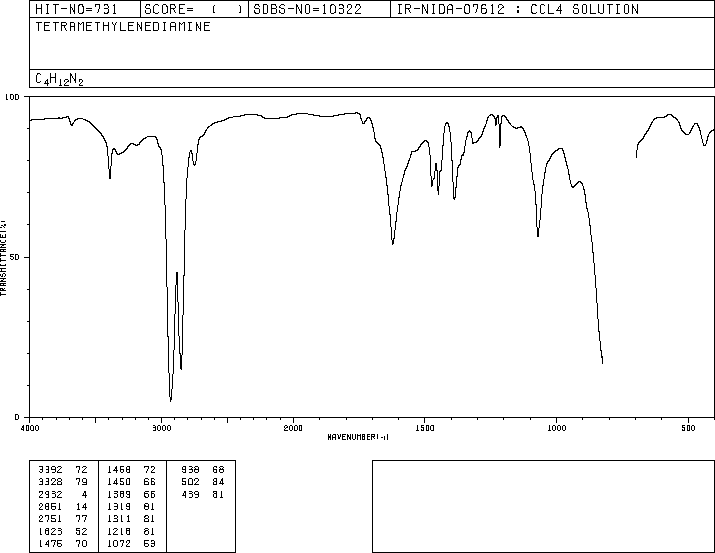 HIT-NO=731 SCORE= ( ) SDBS-NO=10322 IR-NIDA-07612 : CCL4 SOLUTION
TETRAMETHYLENEDIAMINE
C4H12N2
100
50
0
TRANSMITTANCE(%)
4000 3000 2000 1500 1000 500
WAVENUMBER(-1)
3392 72 1468 72 938 68
3328 79 1450 66 502 84
2932 4 1389 66 439 81
2861 14 1319 81
2751 77 1311 81
1623 52 1218 81
1476 70 1072 53